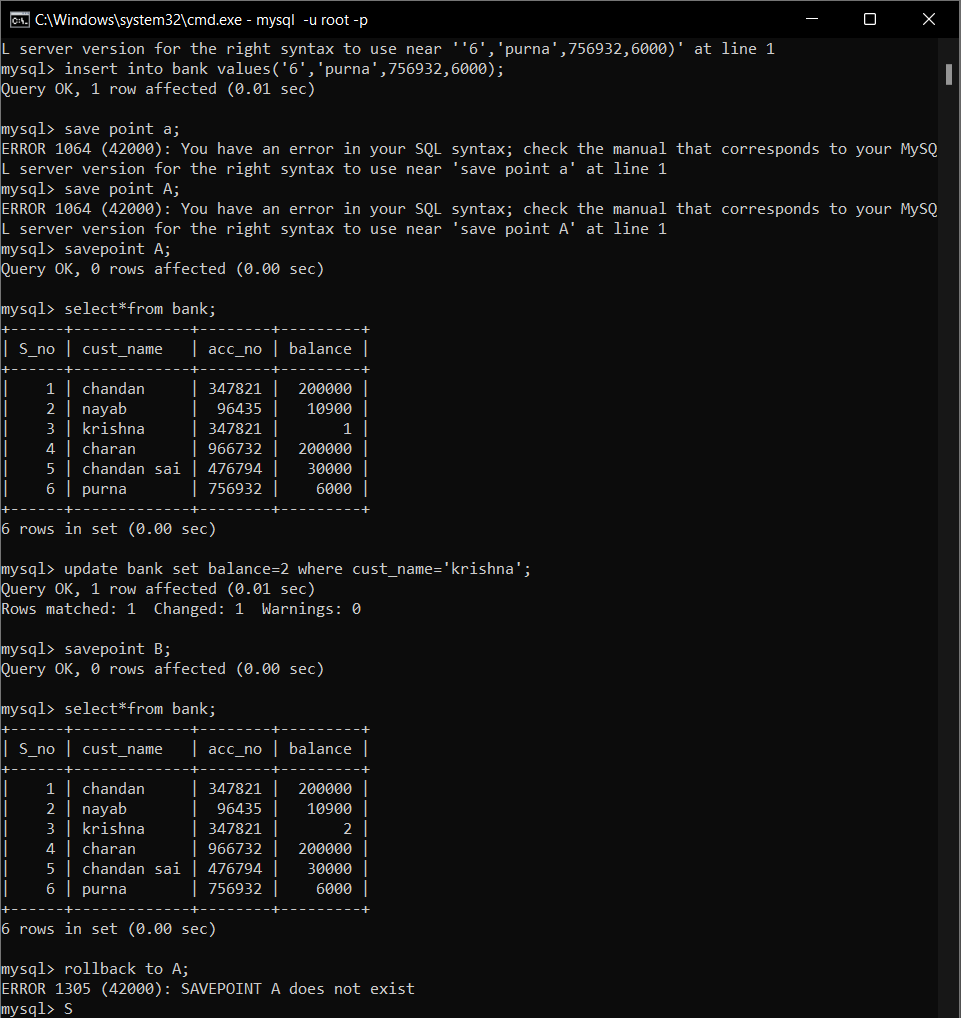 C:\Windows\system32\cmd.exe - mysql  -u root -p
L server version for the right syntax to use near ''6','purna',756932,6000)' at line 1
mysql> insert into bank values('6','purna',756932,6000);
Query OK, 1 row affected (0.01 sec)
mysql> save point a;
ERROR 1064 (42000): You have an error in your SQL syntax; check the manual that corresponds to your MySQ
L server version for the right syntax to use near 'save point a' at line 1
mysql> save point A;
ERROR 1064 (42000): You have an error in your SQL syntax; check the manual that corresponds to your MySQ
L server version for the right syntax to use near 'save point A' at line 1
mysql> savepoint A;
Query OK, 0 rows affected (0.00 sec)
mysql> select*from bank;
+------+-------------+--------+---------+
| S_no | cust_name   | acc_no | balance |
+------+-------------+--------+---------+
|    1 | chandan     | 347821 |  200000 |
|    2 | nayab       |  96435 |   10900 |
|    3 | krishna     | 347821 |       1 |
|    4 | charan      | 966732 |  200000 |
|    5 | chandan sai | 476794 |   30000 |
|    6 | purna       | 756932 |    6000 |
+------+-------------+--------+---------+
6 rows in set (0.00 sec)
mysql> update bank set balance=2 where cust_name='krishna';
Query OK, 1 row affected (0.01 sec)
Rows matched: 1  Changed: 1  Warnings: 0
mysql> savepoint B;
Query OK, 0 rows affected (0.00 sec)
mysql> select*from bank;
+------+-------------+--------+---------+
| S_no | cust_name   | acc_no | balance |
+------+-------------+--------+---------+
|    1 | chandan     | 347821 |  200000 |
|    2 | nayab       |  96435 |   10900 |
|    3 | krishna     | 347821 |       2 |
|    4 | charan      | 966732 |  200000 |
|    5 | chandan sai | 476794 |   30000 |
|    6 | purna       | 756932 |    6000 |
+------+-------------+--------+---------+
6 rows in set (0.00 sec)
mysql> rollback to A;
ERROR 1305 (42000): SAVEPOINT A does not exist
mysql> S